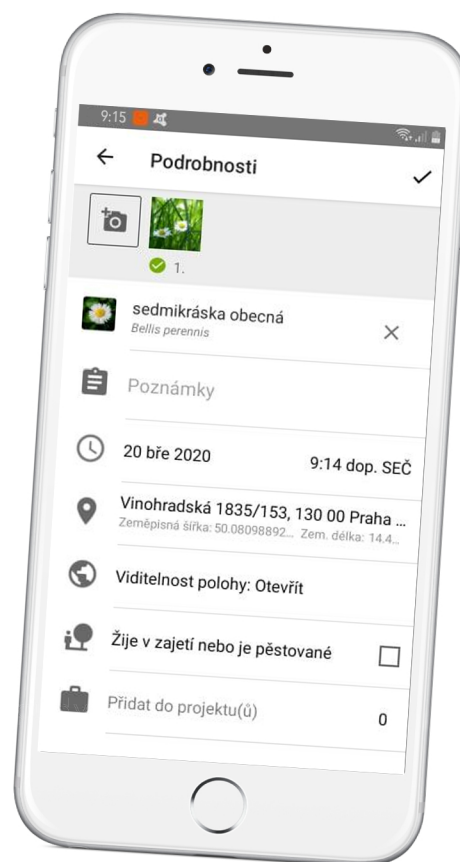 9:15
Podrobnosti
1.
sedmikráska obecná
Bellis perennis
Poznámky
20 bře 2020
9:14 dop. SEČ
Vinohradská 1835/153, 130 00 Praha ...
Zeměpisná šířka: 50.08098892... Zem. délka: 14.4...
Viditelnost polohy: Otevřít
Žije v zajetí nebo je pěstované
Přidat do projektu(ů)
0